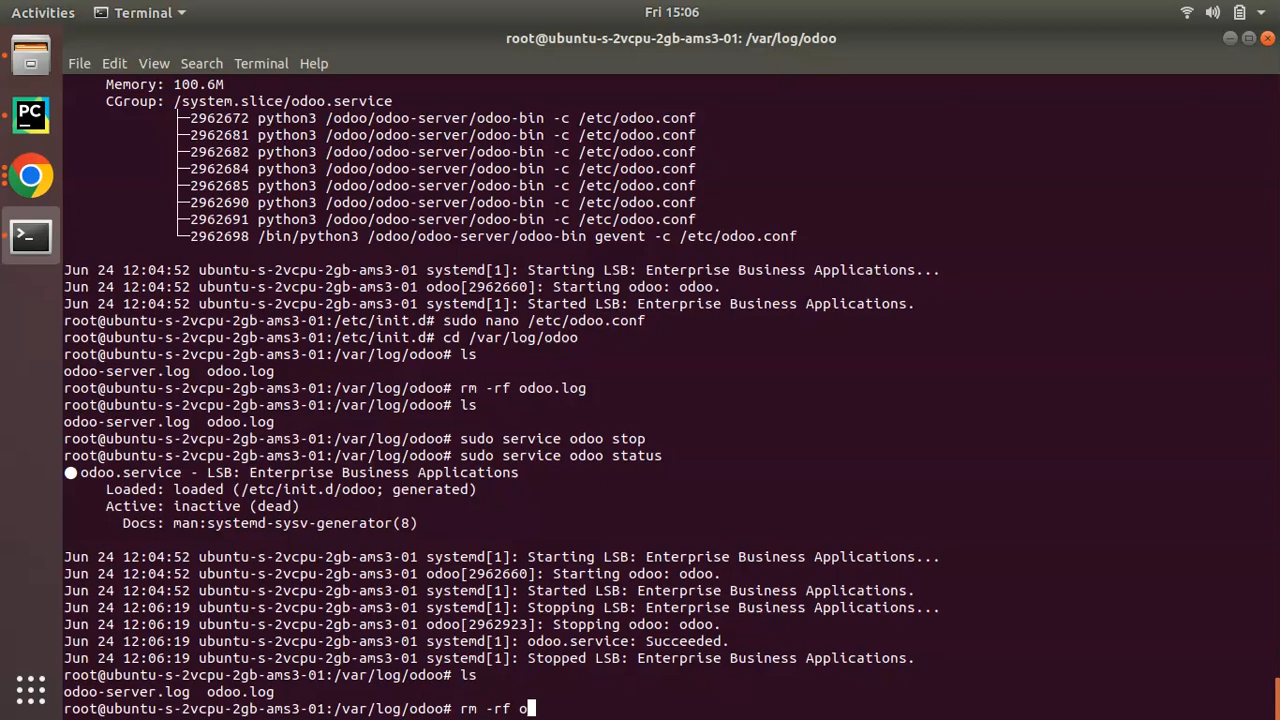 Activities Terminal Fri 15:06
root@ubuntu-s-2vcpu-2gb-ams3-01: /var/log/odoo
File Edit View Search Terminal Help
PC
Memory: 100.6M
CGroup: /system.slice/odoo.service
├─2962672 python3 /odoo/odoo-server/odoo-bin -c /etc/odoo.conf
├─2962681 python3 /odoo/odoo-server/odoo-bin -c /etc/odoo.conf
├─2962682 python3 /odoo/odoo-server/odoo-bin -c /etc/odoo.conf
├─2962684 python3 /odoo/odoo-server/odoo-bin -c /etc/odoo.conf
├─2962685 python3 /odoo/odoo-server/odoo-bin -c /etc/odoo.conf
├─2962690 python3 /odoo/odoo-server/odoo-bin -c /etc/odoo.conf
├─2962691 python3 /odoo/odoo-server/odoo-bin -c /etc/odoo.conf
└─2962698 /bin/python3 /odoo/odoo-server/odoo-bin gevent -c /etc/odoo.conf
Jun 24 12:04:52 ubuntu-s-2vcpu-2gb-ams3-01 systemd[1]: Starting LSB: Enterprise Business Applications...
Jun 24 12:04:52 ubuntu-s-2vcpu-2gb-ams3-01 odoo[2962660]: Starting odoo: odoo.
Jun 24 12:04:52 ubuntu-s-2vcpu-2gb-ams3-01 systemd[1]: Started LSB: Enterprise Business Applications.
root@ubuntu-s-2vcpu-2gb-ams3-01:/etc/init.d# sudo nano /etc/odoo.conf
root@ubuntu-s-2vcpu-2gb-ams3-01:/etc/init.d# cd /var/log/odoo
root@ubuntu-s-2vcpu-2gb-ams3-01:/var/log/odoo# ls
odoo-server.log odoo.log
root@ubuntu-s-2vcpu-2gb-ams3-01:/var/log/odoo# rm -rf odoo.log
root@ubuntu-s-2vcpu-2gb-ams3-01:/var/log/odoo# ls
odoo-server.log odoo.log
root@ubuntu-s-2vcpu-2gb-ams3-01:/var/log/odoo# sudo service odoo stop
root@ubuntu-s-2vcpu-2gb-ams3-01:/var/log/odoo# sudo service odoo status
● odoo.service - LSB: Enterprise Business Applications
Loaded: loaded (/etc/init.d/odoo; generated)
Active: inactive (dead)
Docs: man:systemd-sysv-generator(8)
Jun 24 12:04:52 ubuntu-s-2vcpu-2gb-ams3-01 systemd[1]: Starting LSB: Enterprise Business Applications...
Jun 24 12:04:52 ubuntu-s-2vcpu-2gb-ams3-01 odoo[2962660]: Starting odoo: odoo.
Jun 24 12:04:52 ubuntu-s-2vcpu-2gb-ams3-01 systemd[1]: Started LSB: Enterprise Business Applications.
Jun 24 12:06:19 ubuntu-s-2vcpu-2gb-ams3-01 systemd[1]: Stopping LSB: Enterprise Business Applications...
Jun 24 12:06:19 ubuntu-s-2vcpu-2gb-ams3-01 odoo[2962923]: Stopping odoo: odoo.
Jun 24 12:06:19 ubuntu-s-2vcpu-2gb-ams3-01 systemd[1]: odoo.service: Succeeded.
Jun 24 12:06:19 ubuntu-s-2vcpu-2gb-ams3-01 systemd[1]: Stopped LSB: Enterprise Business Applications.
root@ubuntu-s-2vcpu-2gb-ams3-01:/var/log/odoo# ls
odoo-server.log odoo.log
root@ubuntu-s-2vcpu-2gb-ams3-01:/var/log/odoo# rm -rf o